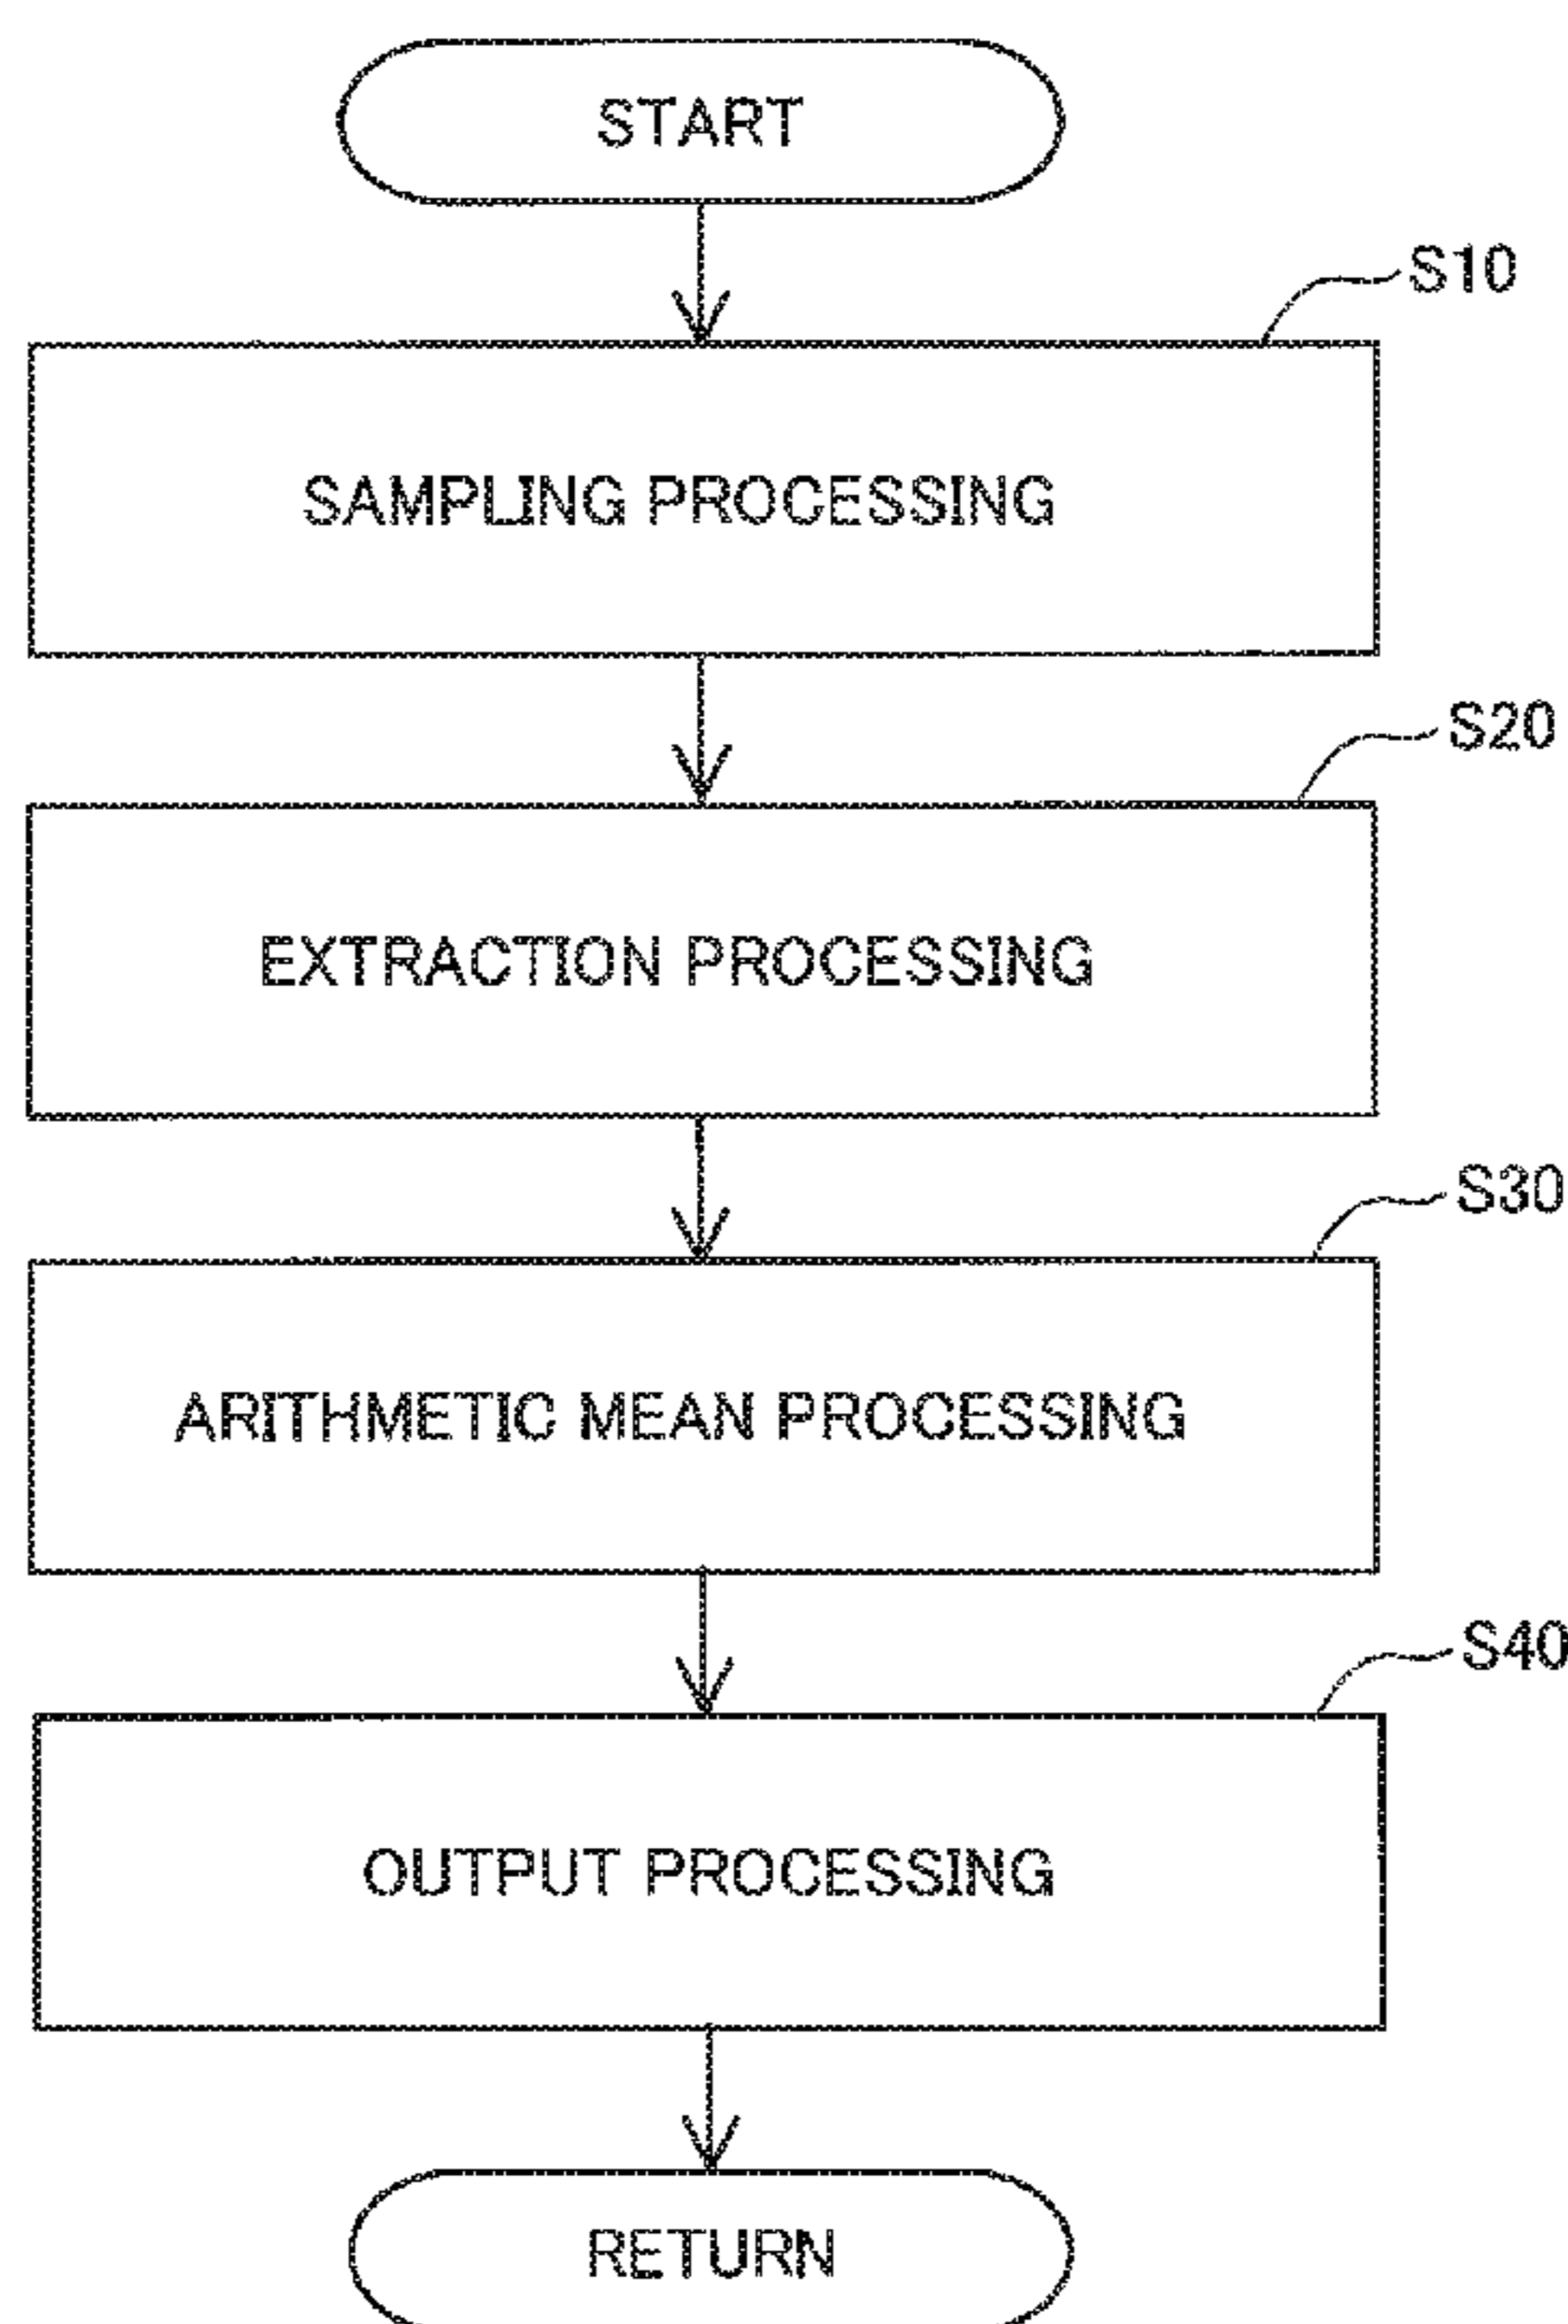 START
S10
SAMPLING PROCESSING
S20
EXTRACTION PROCESSING
S30
ARITHMETIC MEAN PROCESSING
S40
OUTPUT PROCESSING
RETURN